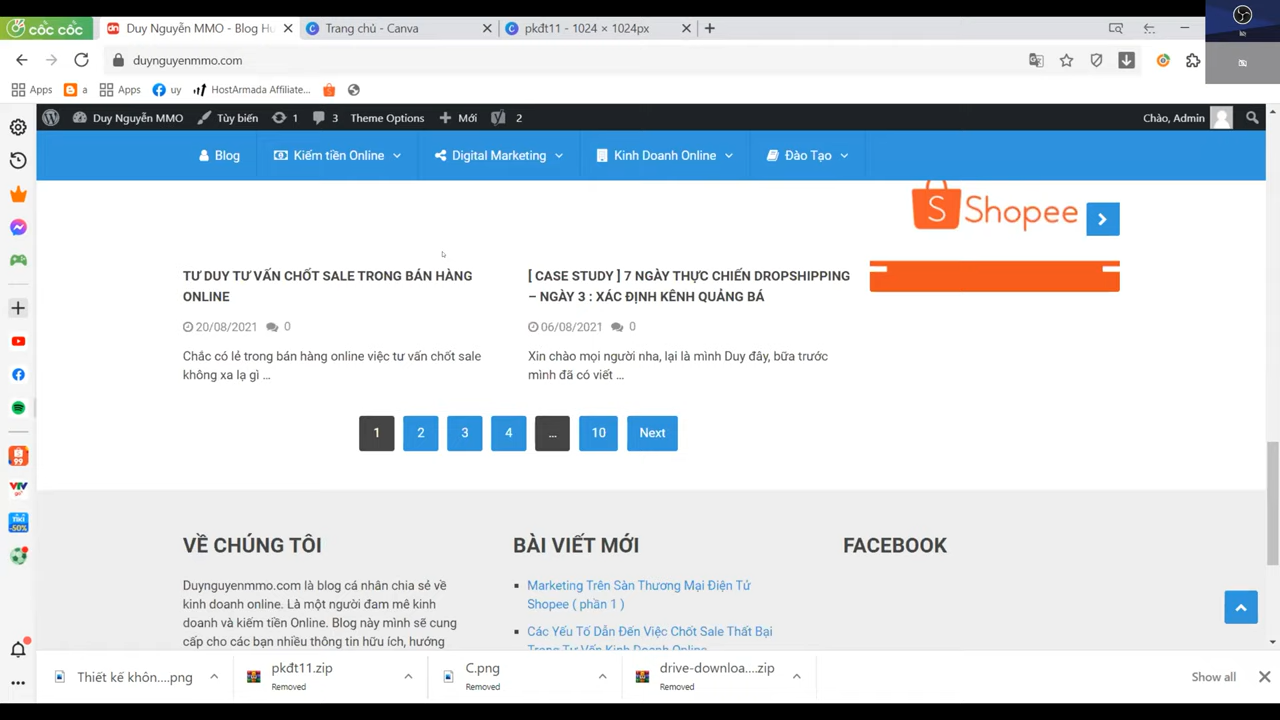 cốc cốc
Duy Nguyễn MMO - Blog Hu
Trang chủ - Canva
pkđt11 - 1024 × 1024px
duynguyenmmo.com
Apps
a
Apps
uy
HostArmada Affiliate...
Duy Nguyễn MMO
Tùy biến
1
3
Theme Options
Mới
2
Chào, Admin
Blog
Kiếm tiền Online
Digital Marketing
Kinh Doanh Online
Đào Tạo
S Shopee
TƯ DUY TƯ VẤN CHỐT SALE TRONG BÁN HÀNG
ONLINE
20/08/2021 0
Chắc có lẻ trong bán hàng online việc tư vấn chốt sale
không xa lạ gì ...
[ CASE STUDY ] 7 NGÀY THỰC CHIẾN DROPSHIPPING
– NGÀY 3 : XÁC ĐỊNH KÊNH QUẢNG BÁ
06/08/2021 0
Xin chào mọi người nha, lại là mình Duy đây, bữa trước
mình đã có viết ...
1 2 3 4 ... 10 Next
VỀ CHÚNG TÔI
Duynguyenmmo.com là blog cá nhân chia sẻ về
kinh doanh online. Là một người đam mê kinh
doanh và kiếm tiền Online. Blog này mình sẽ cung
cấp cho các bạn nhiều thông tin hữu ích, hướng
BÀI VIẾT MỚI
Marketing Trên Sàn Thương Mại Điện Tử
Shopee ( phần 1 )
Các Yếu Tố Dẫn Đến Việc Chốt Sale Thất Bại
Trong Tư Vấn Kinh Doanh Online
FACEBOOK
Thiết kế khôn....png
pkđt11.zip
Removed
C.png
Removed
drive-downloa....zip
Removed
Show all